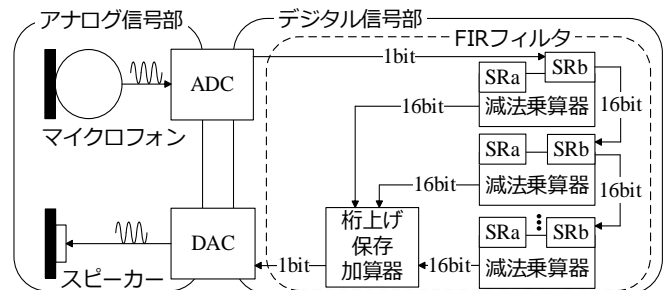 アナログ信号部
デジタル信号部
FIRフィルタ
1bit
マイクロフォン
ADC
SRa
SRb
減法乗算器
16bit
16bit
SRa
SRb
減法乗算器
16bit
16bit
スピーカー
DAC
1bit
桁上げ
保存
加算器
16bit
SRa
SRb
減法乗算器